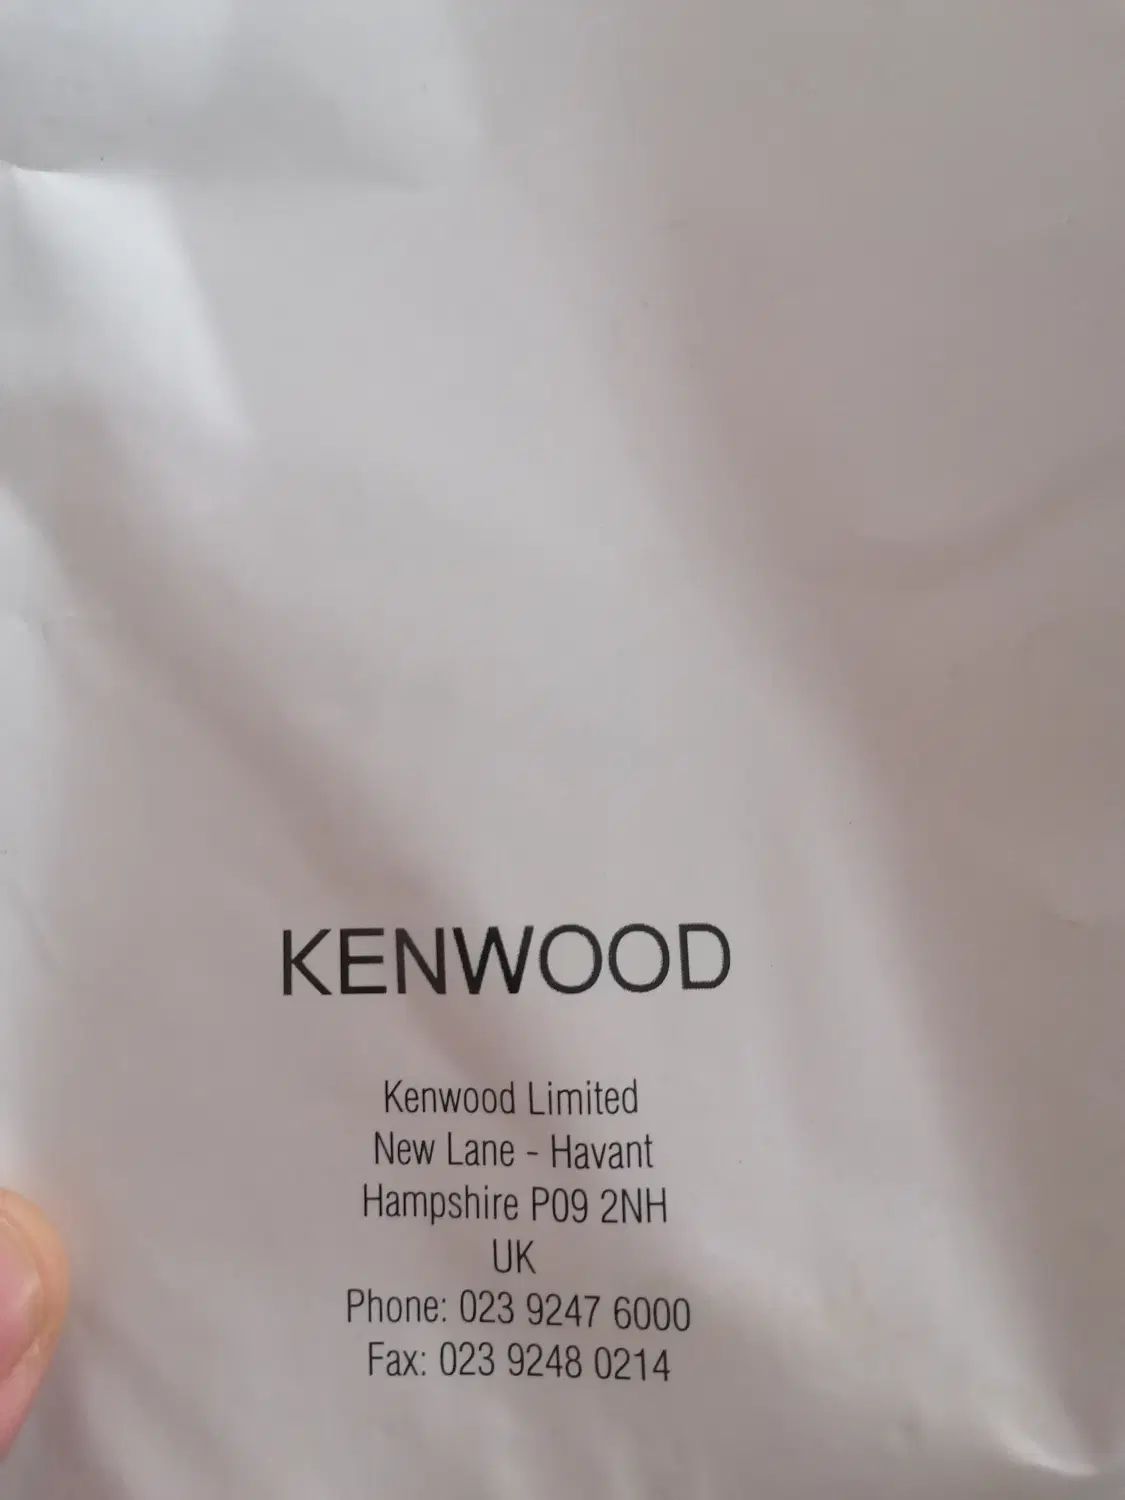 KENWOOD
Kenwood Limited
New Lane - Havant
Hampshire P09 2NH
UK
Phone: 023 9247 6000
Fax: 023 9248 0214